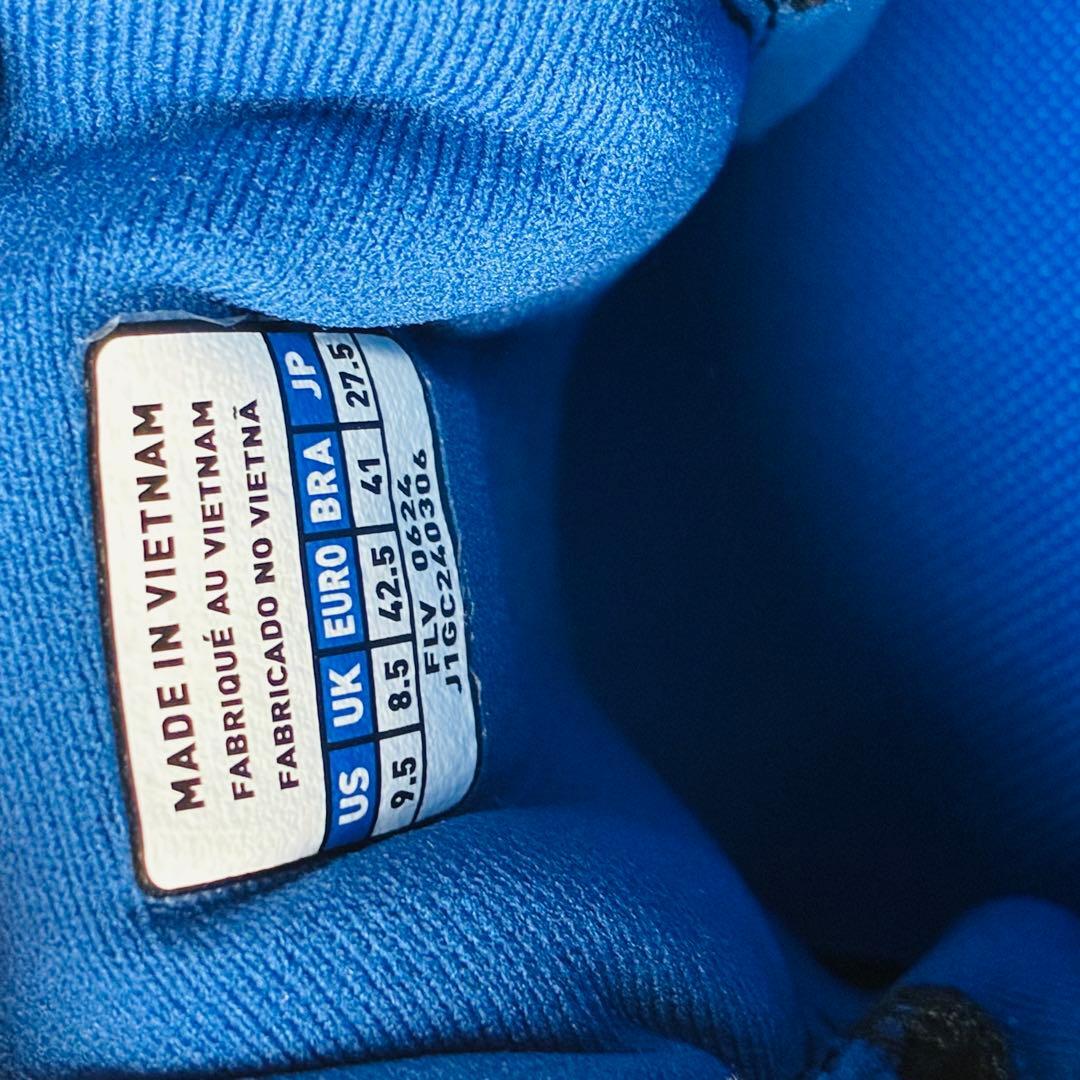 MADE IN VIETNAM
FABRIQUÉ AU VIETNAM
FABRICADO NO VIETNÃ
US UK EURO BRA JP
9.5 8.5 42.5 41 27.5
FLV 0624
J1GC240306